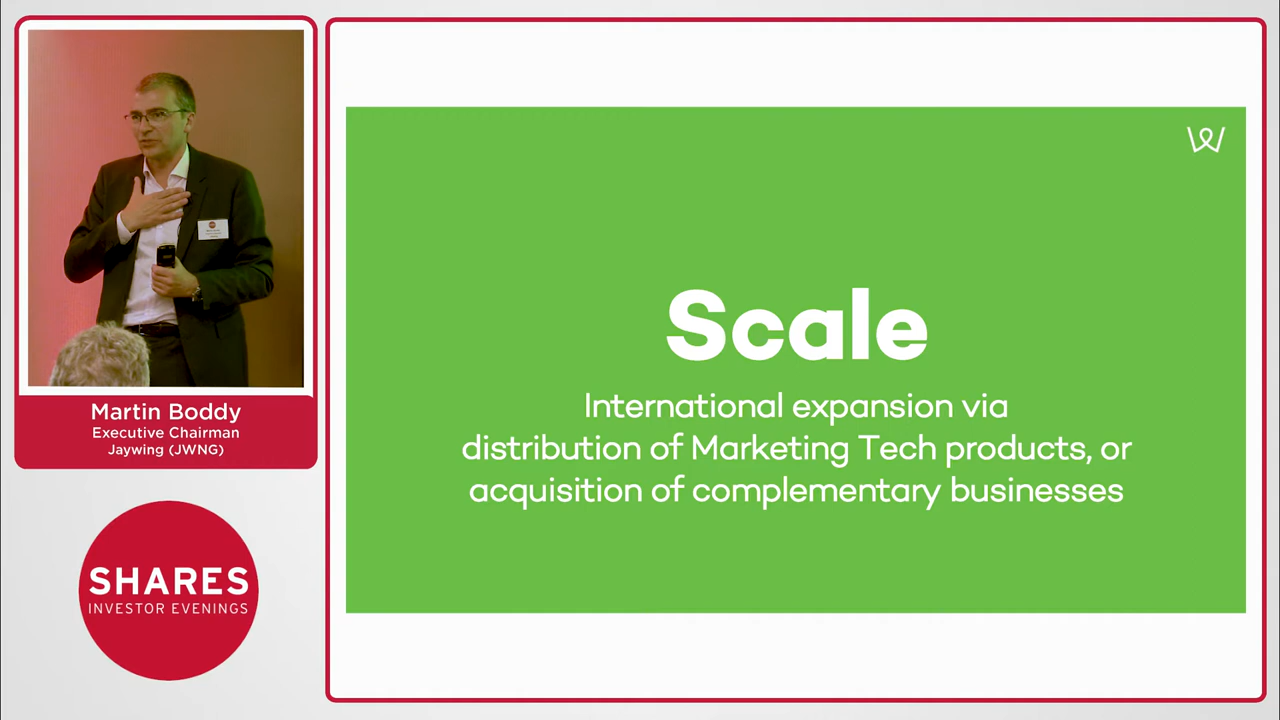 Martin Boddy
Executive Chairman
Jaywing (JWNG)
SHARES
INVESTOR EVENINGS
Scale
International expansion via
distribution of Marketing Tech products, or
acquisition of complementary businesses